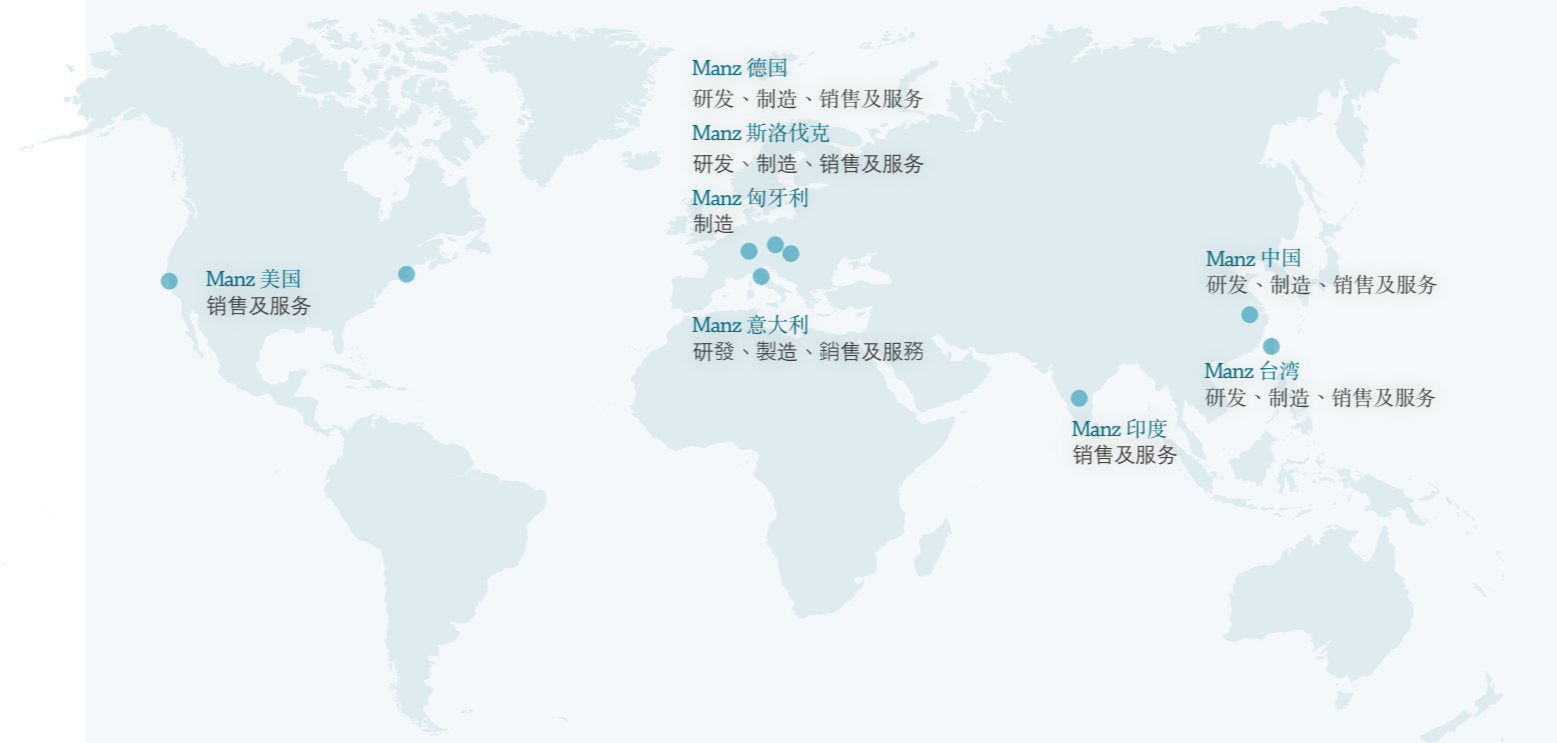 Manz 德国
研发、制造、销售及服务
Manz 斯洛伐克
研发、制造、销售及服务
Manz 匈牙利
制造
Manz 美国
销售及服务
Manz 意大利
研發、製造、銷售及服務
Manz 中国
研发、制造、销售及服务
Manz 台湾
研发、制造、销售及服务
Manz 印度
销售及服务